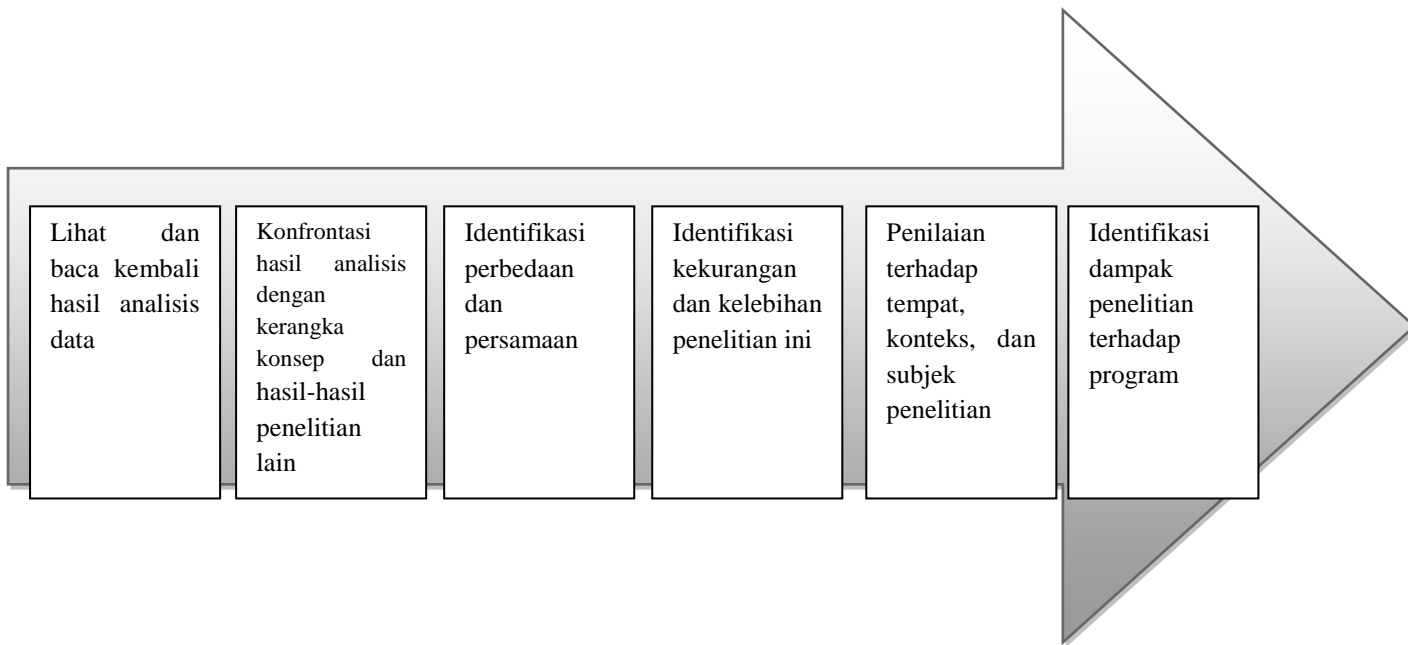 Lihat dan
baca kembali
hasil analisis
data
Konfrontasi
hasil analisis
dengan
kerangka
konsep dan
hasil-hasil
penelitian
lain
Identifikasi
perbedaan
dan
persamaan
Identifikasi
kekurangan
dan kelebihan
penelitian ini
Penilaian
terhadap
tempat,
konteks, dan
subjek
penelitian
Identifikasi
dampak
penelitian
terhadap
program